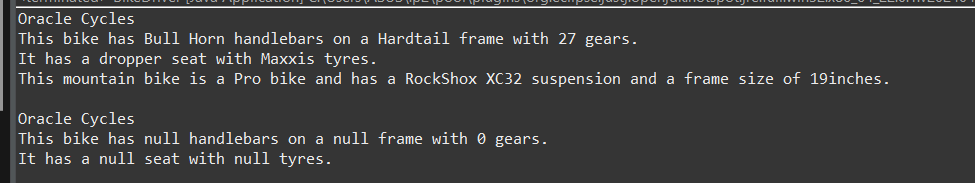 Oracle Cycles
This bike has Bull Horn handlebars on a Hardtail frame with 27 gears.
It has a dropper seat with Maxxis tyres.
This mountain bike is a Pro bike and has a RockShox XC32 suspension and a frame size of 19inches.
Oracle Cycles
This bike has null handlebars on a null frame with 0 gears.
It has a null seat with null tyres.